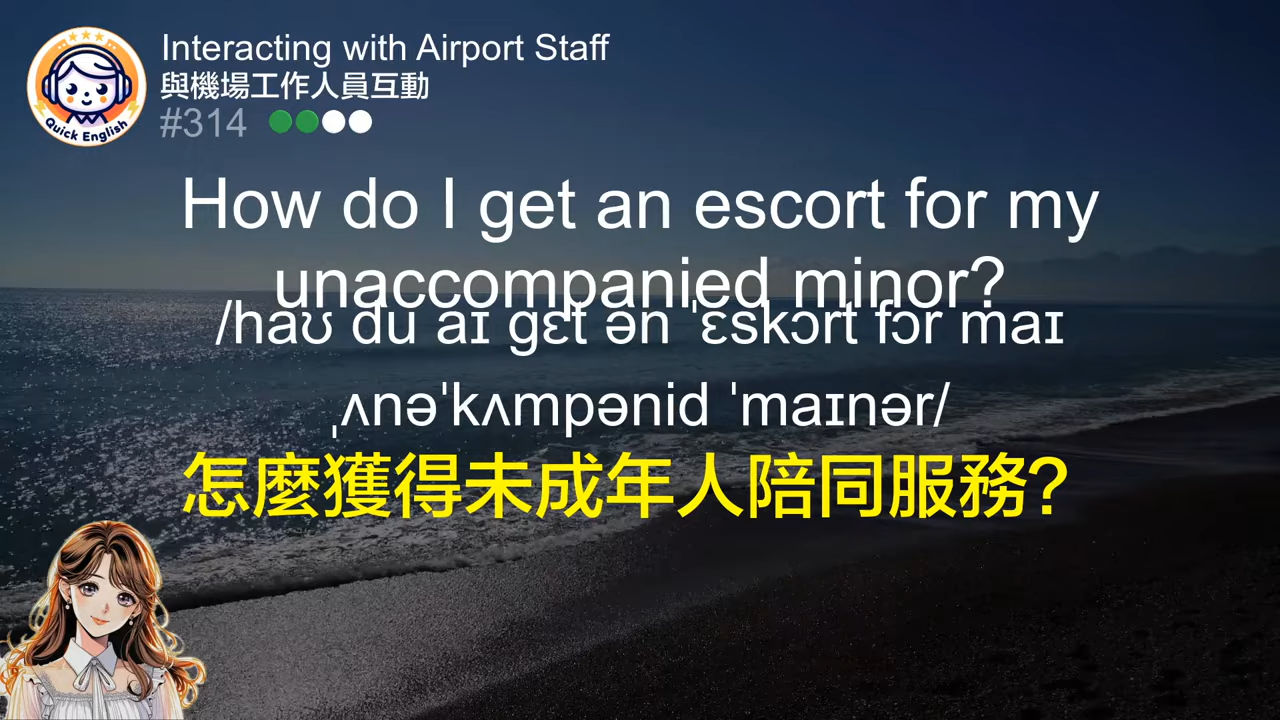 Interacting with Airport Staff
與機場工作人員互動
#314
Quick English
How do I get an escort for my
unaccompanied minor?
/haʊ du aɪ gɛt ən ˈɛskɔrt fɔr maɪ
ˌʌnəˈkʌmpənid ˈmaɪnər/
怎麼獲得未成年人陪同服務?